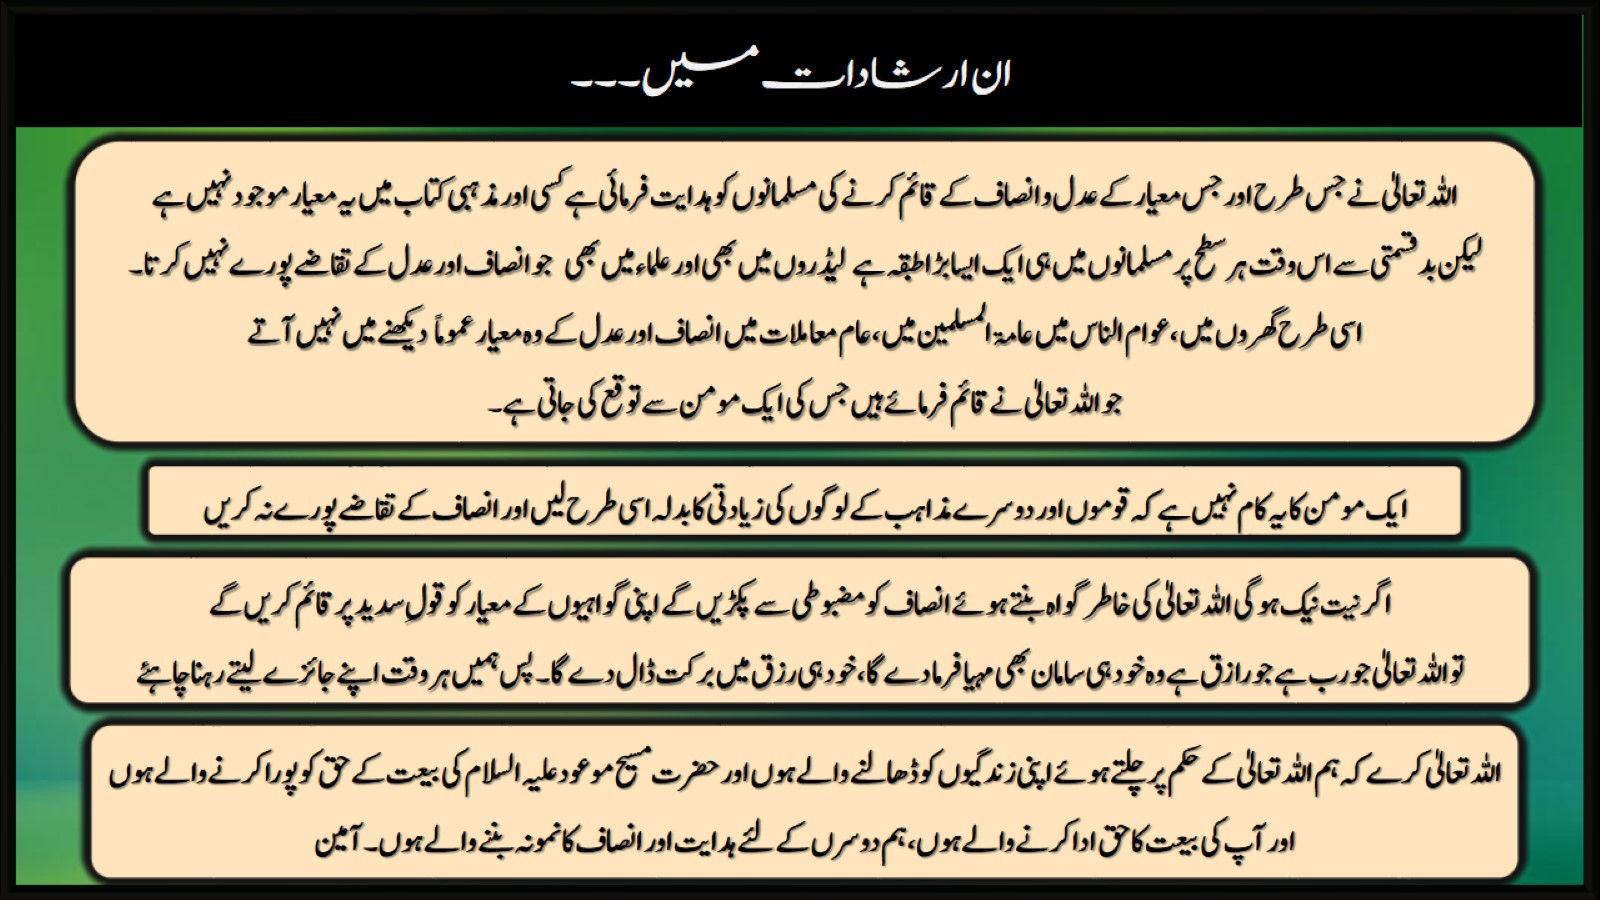 ان ارشادات میں۔۔۔
اللہ تعالیٰ نے جس طرح اور جس معیار کے عدل و انصاف کے قائم کرنے کی مسلمانوں کو ہدایت فرمائی ہے کسی اور مذہبی کتاب میں یہ معیار موجود نہیں ہے
لیکن بدقسمتی سے اس وقت ہر سطح پر مسلمانوں میں ہی ایک ایسا بڑا طبقہ ہے لیڈروں میں بھی اور علماء میں بھی جو انصاف اور عدل کے تقاضے پورے نہیں کرتا۔
اسی طرح گھروں میں، عوام الناس میں عامۃ المسلمین میں، عام معاملات میں انصاف اور عدل کے وہ معیار عموماً دیکھنے میں نہیں آتے
جو اللہ تعالیٰ نے قائم فرمائے ہیں جس کی ایک مومن سے توقع کی جاتی ہے۔
ایک مومن کا یہ کام نہیں ہے کہ قوموں اور دوسرے مذاہب کے لوگوں کی زیادتی کا بدلہ اسی طرح لیں اور انصاف کے تقاضے پورے نہ کریں
اگر نیت نیک ہوگی اللہ تعالیٰ کی خاطر گواہ بنتے ہوئے انصاف کو مضبوطی سے پکڑیں گے اپنی گواہیوں کے معیار کو قولِ سدید پر قائم کریں گے
تو اللہ تعالیٰ جو رب ہے جو رازق ہے وہ خود ہی سامان بھی مہیا فرما دے گا، خود ہی رزق میں برکت ڈال دے گا۔ پس ہمیں ہر وقت اپنے جائزے لیتے رہنا چاہئے
اللہ تعالیٰ کرے کہ ہم اللہ تعالیٰ کے حکم پر چلتے ہوئے اپنی زندگیوں کو ڈھالنے والے ہوں اور حضرت مسیح موعود علیہ السلام کی بیعت کے حق کو پورا کرنے والے ہوں
اور آپ کی بیعت کا حق ادا کرنے والے ہوں، ہم دوسرں کے لئے ہدایت اور انصاف کا نمونہ بننے والے ہوں۔ آمین